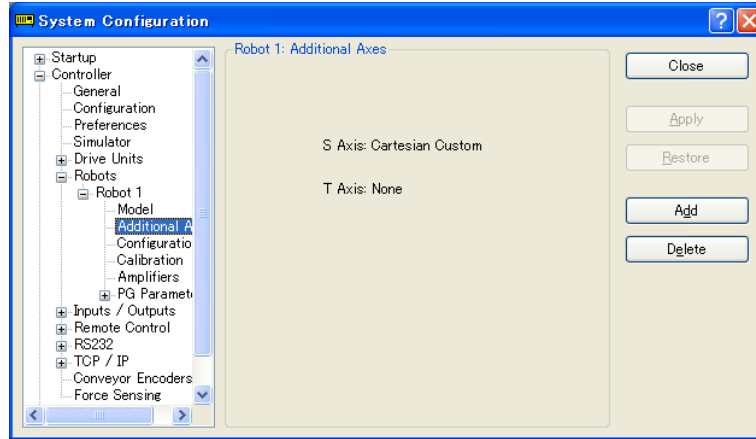 System Configuration
Startup
Controller
General
Configuration
Preferences
Simulator
Drive Units
Robots
Robot 1
Model
Additional A
Configuratio
Calibration
Amplifiers
PG Paramet
Inputs / Outputs
Remote Control
RS232
TCP / IP
Conveyor Encoders
Force Sensing
Robot 1: Additional Axes
S Axis: Cartesian Custom
T Axis: None
Close
Apply
Restore
Add
Delete